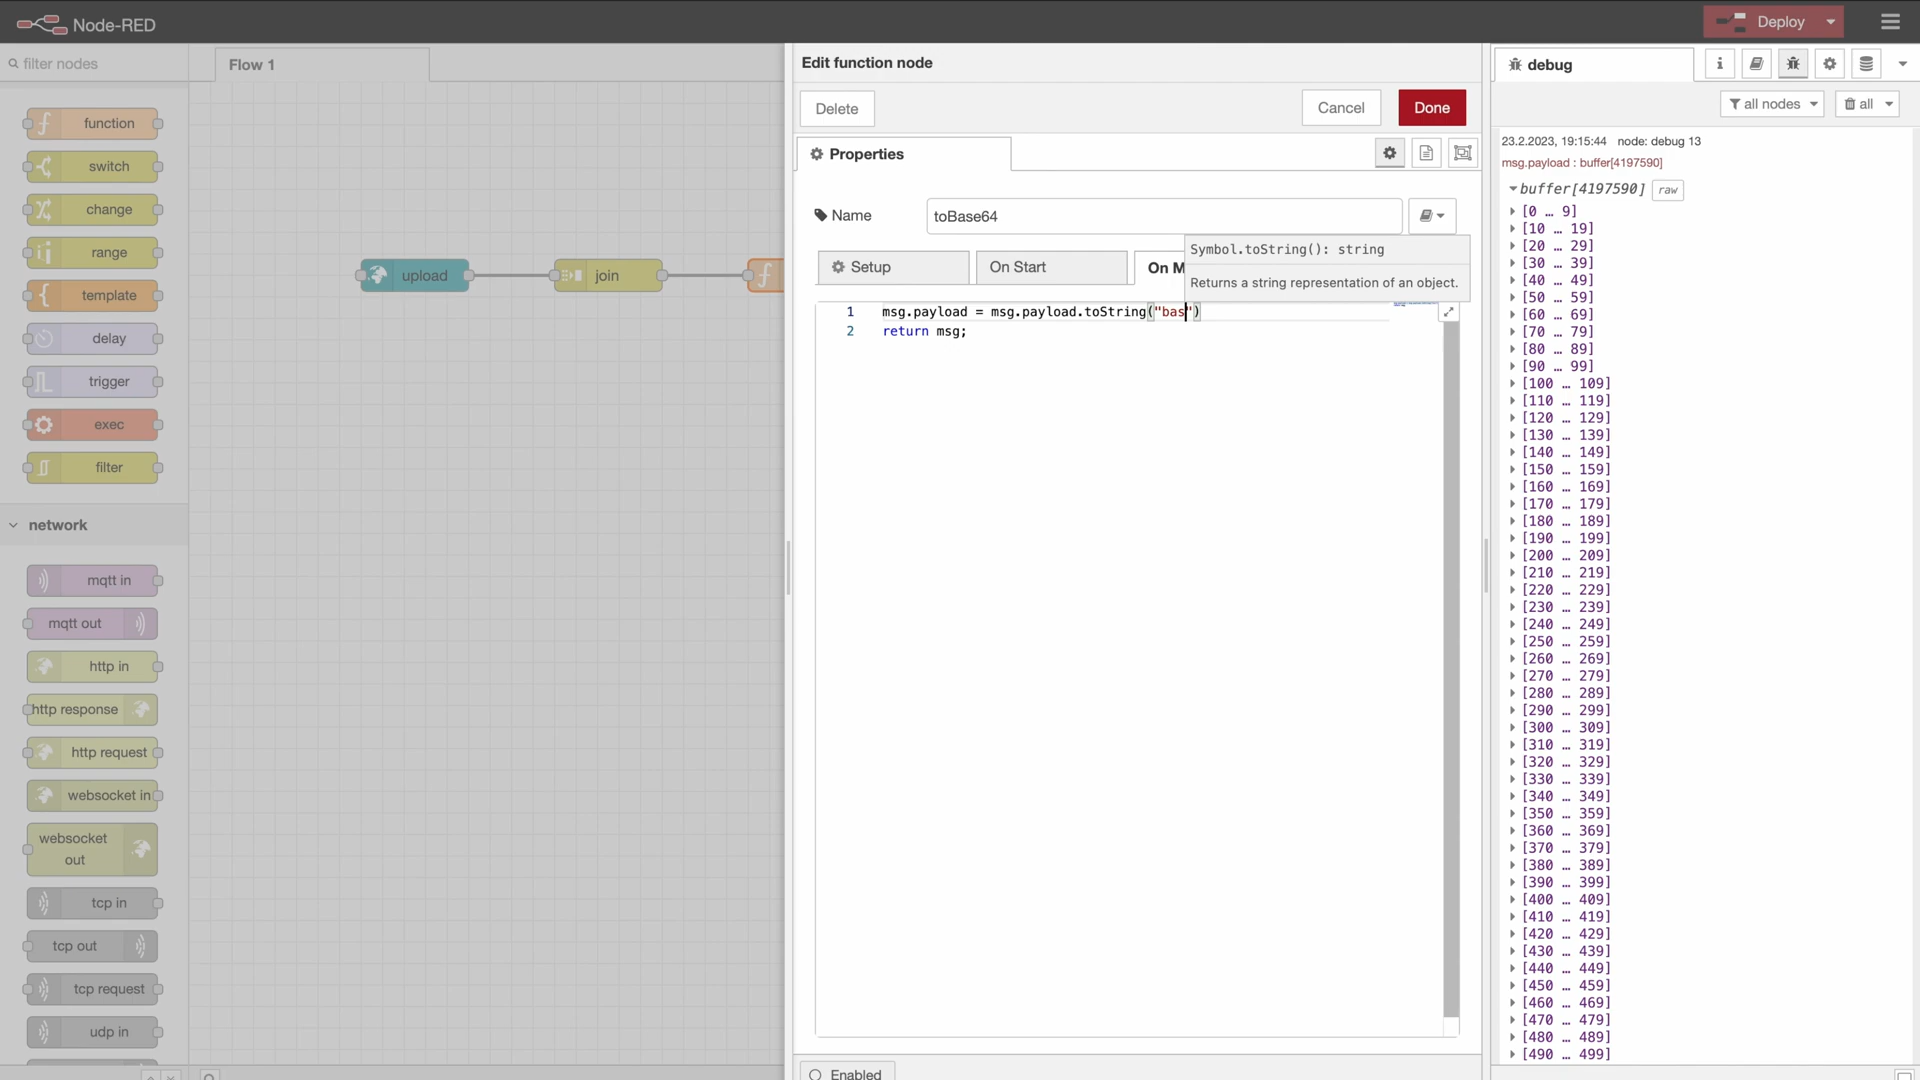 Node-RED
Deploy
filter nodes
Flow 1
function
switch
change
range
template
delay
trigger
exec
filter
network
mqtt in
mqtt out
http in
http response
http request
websocket in
websocket
out
tcp in
tcp out
tcp request
udp in
upload
join
Edit function node
Delete
Cancel
Done
Properties
Name
toBase64
Symbol.toString(): string
Returns a string representation of an object.
Setup
On Start
On M
1 msg.payload = msg.payload.toString("bas")
2 return msg;
Enabled
debug
all nodes
all
23.2.2023, 19:15:44 node: debug 13
msg.payload : buffer[4197590]
buffer[4197590] raw
[0 … 9]
[10 … 19]
[20 … 29]
[30 … 39]
[40 … 49]
[50 … 59]
[60 … 69]
[70 … 79]
[80 … 89]
[90 … 99]
[100 … 109]
[110 … 119]
[120 … 129]
[130 … 139]
[140 … 149]
[150 … 159]
[160 … 169]
[170 … 179]
[180 … 189]
[190 … 199]
[200 … 209]
[210 … 219]
[220 … 229]
[230 … 239]
[240 … 249]
[250 … 259]
[260 … 269]
[270 … 279]
[280 … 289]
[290 … 299]
[300 … 309]
[310 … 319]
[320 … 329]
[330 … 339]
[340 … 349]
[350 … 359]
[360 … 369]
[370 … 379]
[380 … 389]
[390 … 399]
[400 … 409]
[410 … 419]
[420 … 429]
[430 … 439]
[440 … 449]
[450 … 459]
[460 … 469]
[470 … 479]
[480 … 489]
[490 … 499]